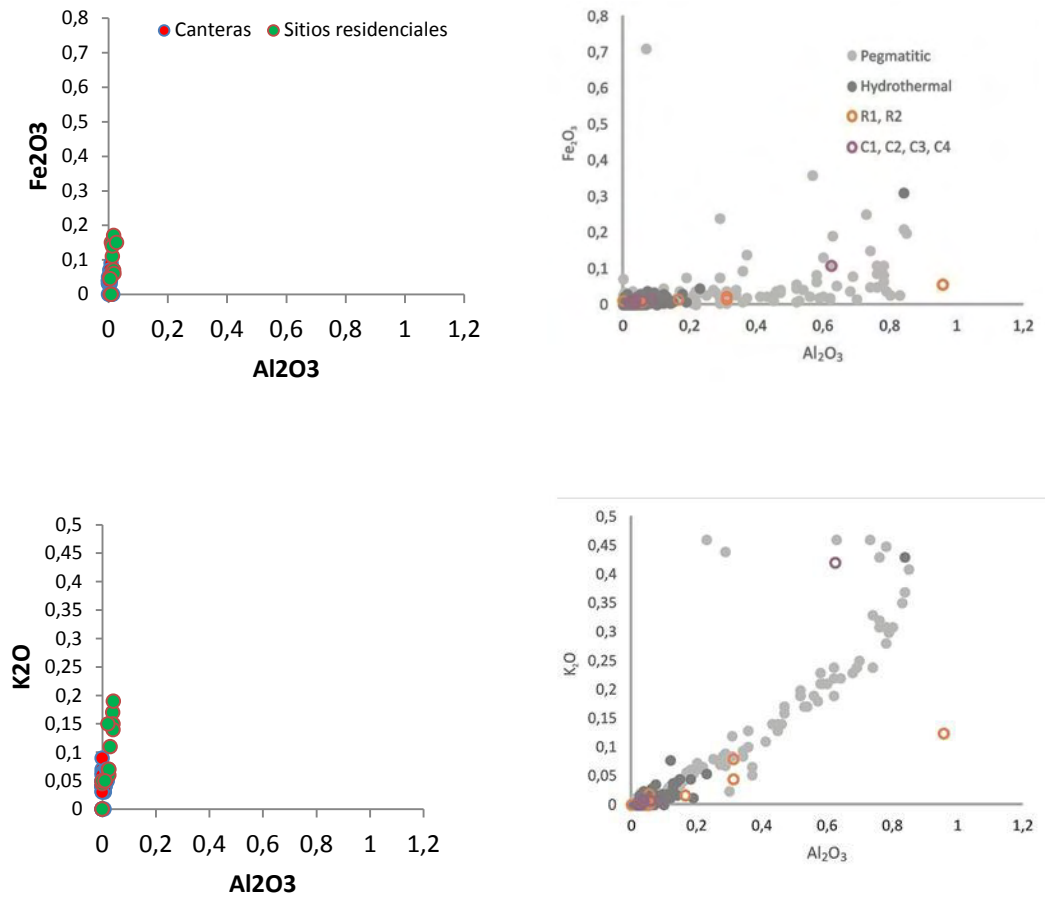 0,8
0,7
0,6
0,5
0,4
0,3
0,2
0,1
0
Fe2O3
Canteras
Sitios residenciales
0 0,2 0,4 0,6 0,8 1 1,2
Al2O3
0,8
0,7
0,6
0,5
0,4
0,3
0,2
0,1
0
Fe₂O₃
Pegmatitic
Hydrothermal
R1, R2
C1, C2, C3, C4
0 0,2 0,4 0,6 0,8 1 1,2
Al₂O₃
0,5
0,45
0,4
0,35
0,3
0,25
0,2
0,15
0,1
0,05
0
K2O
0 0,2 0,4 0,6 0,8 1 1,2
Al2O3
0,5
0,45
0,4
0,35
0,3
0,25
0,2
0,15
0,1
0,05
0
K₂O
0 0,2 0,4 0,6 0,8 1 1,2
Al₂O₃